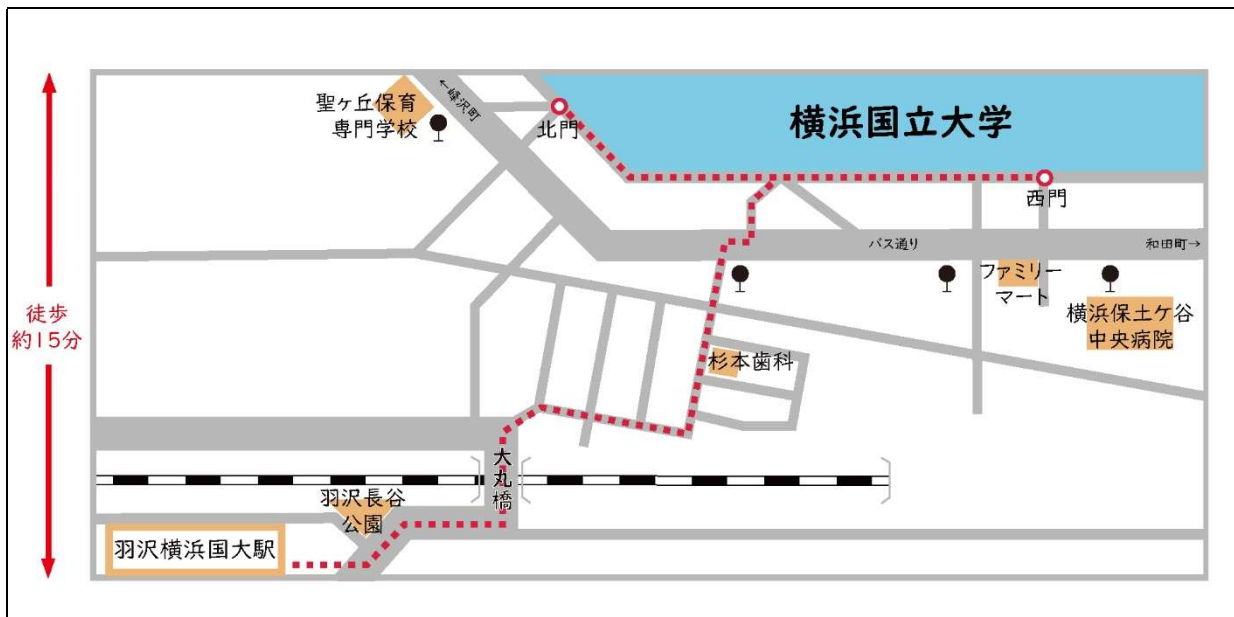 聖ヶ丘保育
専門学校
←峰沢町
北門
横浜国立大学
西門
バス通り
和田町→
ファミリー
マート
横浜保土ケ谷
中央病院
徒歩
約15分
杉本歯科
大丸橋
羽沢長谷
公園
羽沢横浜国大駅